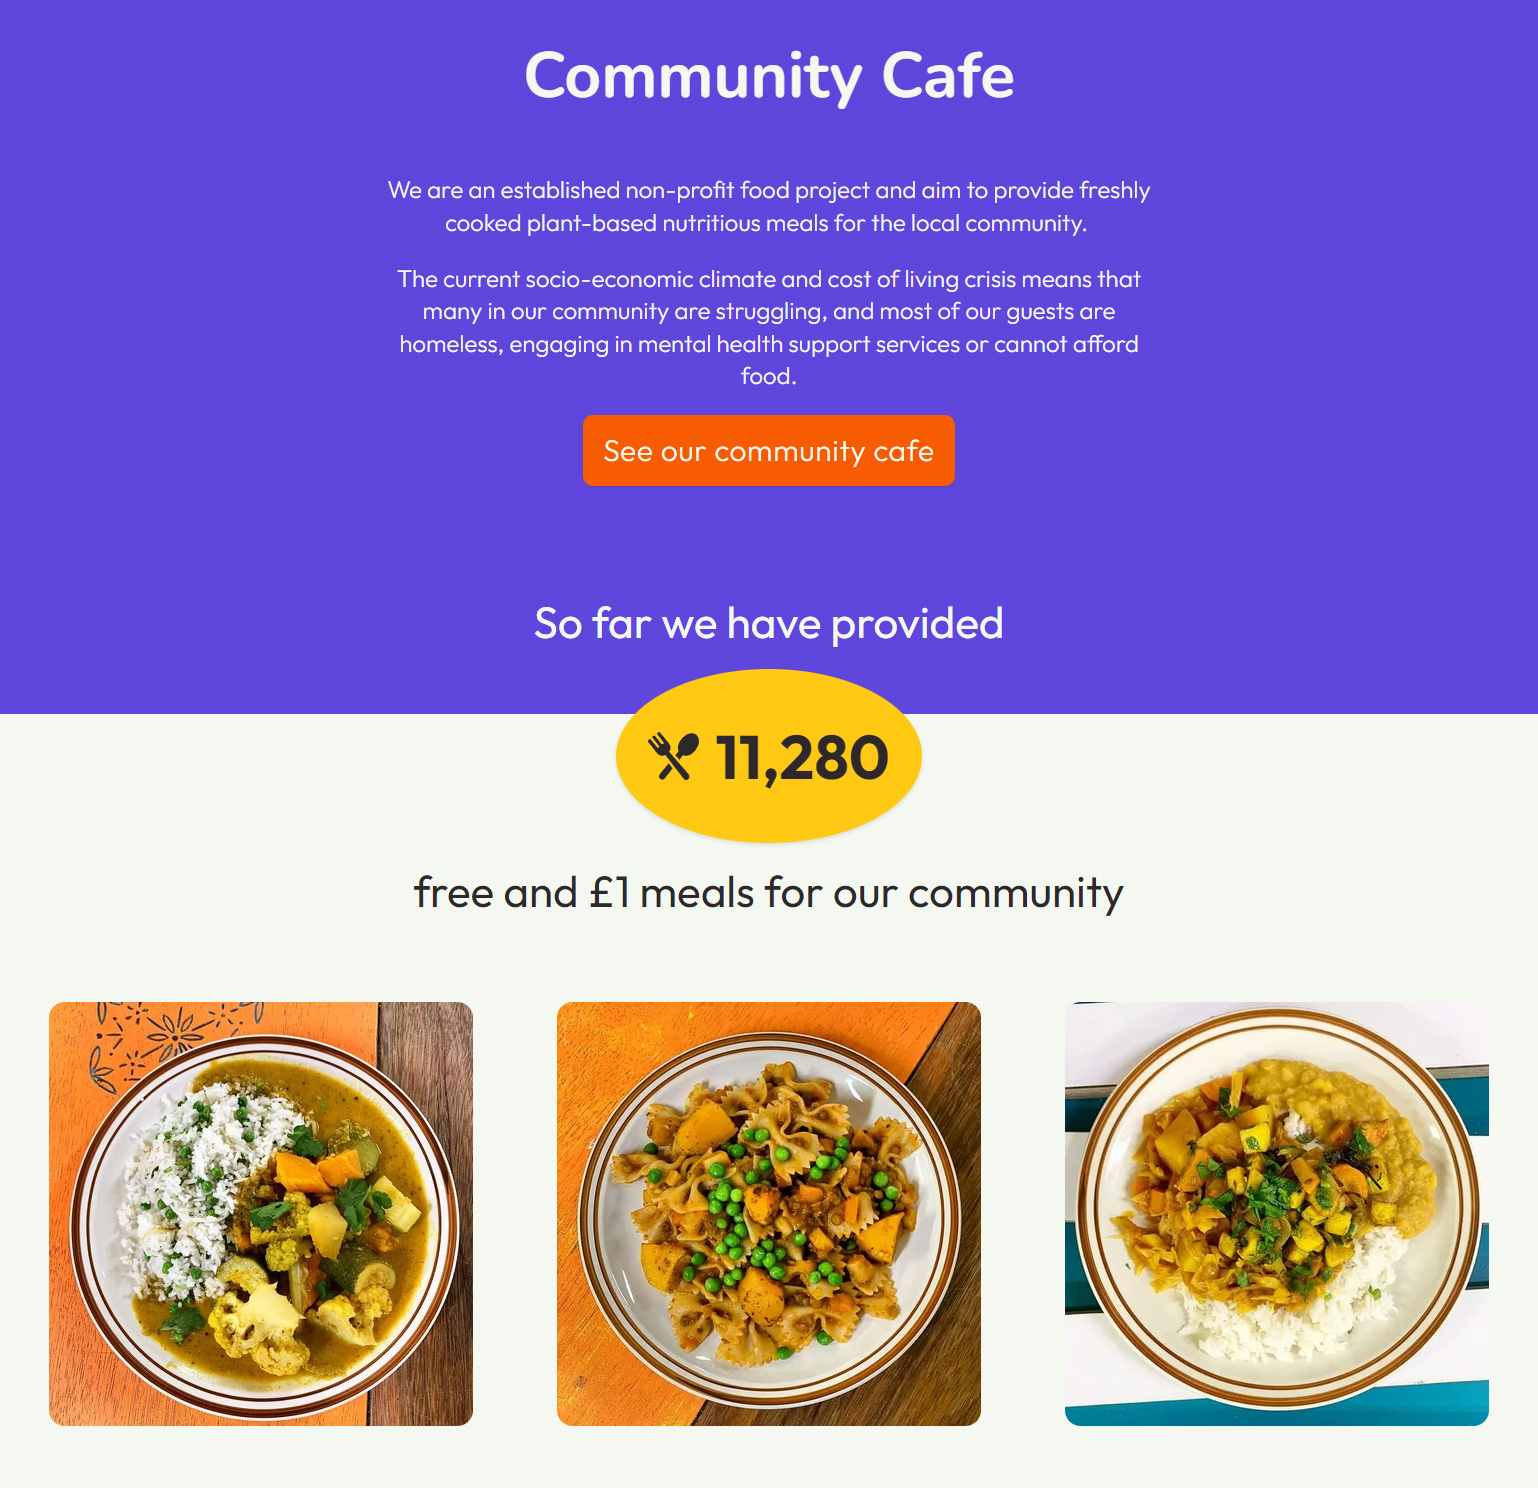 Community Cafe
We are an established non-profit food project and aim to provide freshly
cooked plant-based nutritious meals for the local community.
The current socio-economic climate and cost of living crisis means that
many in our community are struggling, and most of our guests are
homeless, engaging in mental health support services or cannot afford
food.
See our community cafe
So far we have provided
11,280
free and £1 meals for our community